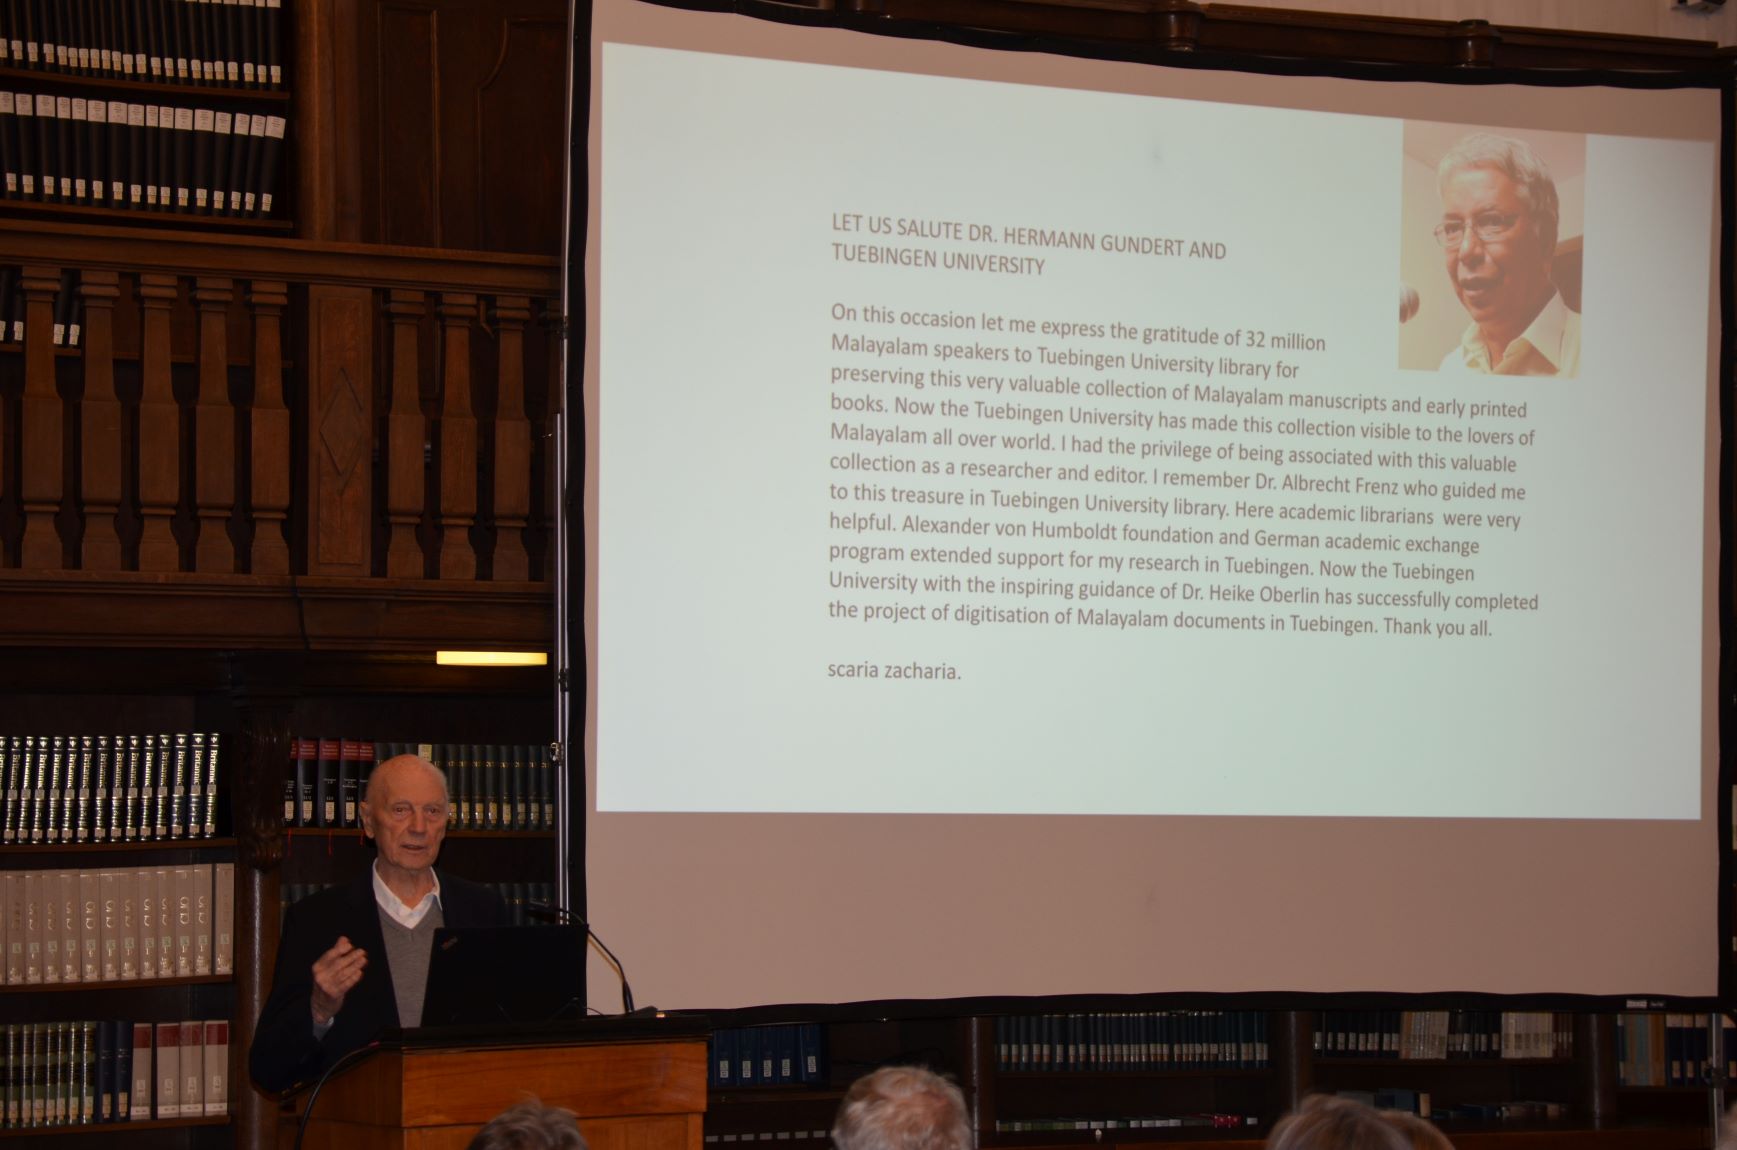 LET US SALUTE DR. HERMANN GUNDERT AND
TUEBINGEN UNIVERSITY
On this occasion let me express the gratitude of 32 million
Malayalam speakers to Tuebingen University library for
preserving this very valuable collection of Malayalam manuscripts and early printed
books. Now the Tuebingen University has made this collection visible to the lovers of
Malayalam all over world. I had the privilege of being associated with this valuable
collection as a researcher and editor. I remember Dr. Albrecht Frenz who guided me
to this treasure in Tuebingen University library. Here academic librarians were very
helpful. Alexander von Humboldt foundation and German academic exchange
program extended support for my research in Tuebingen. Now the Tuebingen
University with the inspiring guidance of Dr. Heike Oberlin has successfully completed
the project of digitisation of Malayalam documents in Tuebingen. Thank you all.
scaria zacharia.